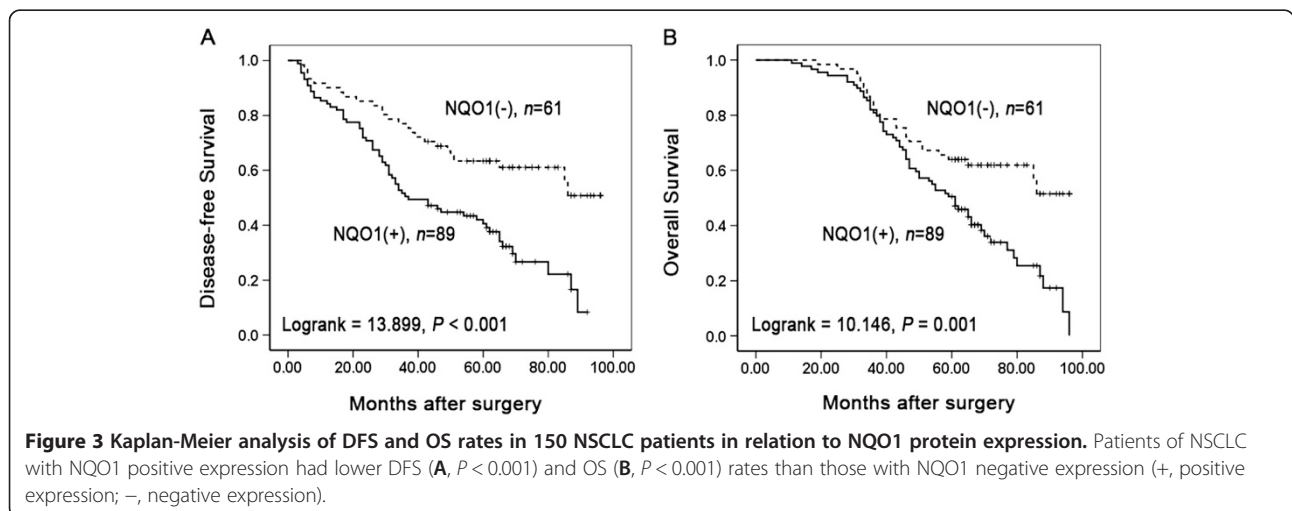 A
1.0
0.8
0.6
0.4
0.2
0.0
Disease-free Survival
NQO1(-), n=61
NQO1(+), n=89
Logrank = 13.899, P < 0.001
0.00 20.00 40.00 60.00 80.00 100.00
Months after surgery
B
1.0
0.8
0.6
0.4
0.2
0.0
Overall Survival
NQO1(-), n=61
NQO1(+), n=89
Logrank = 10.146, P = 0.001
0.00 20.00 40.00 60.00 80.00 100.00
Months after surgery
Figure 3 Kaplan-Meier analysis of DFS and OS rates in 150 NSCLC patients in relation to NQO1 protein expression. Patients of NSCLC
with NQO1 positive expression had lower DFS (A, P < 0.001) and OS (B, P < 0.001) rates than those with NQO1 negative expression (+, positive
expression; −, negative expression).